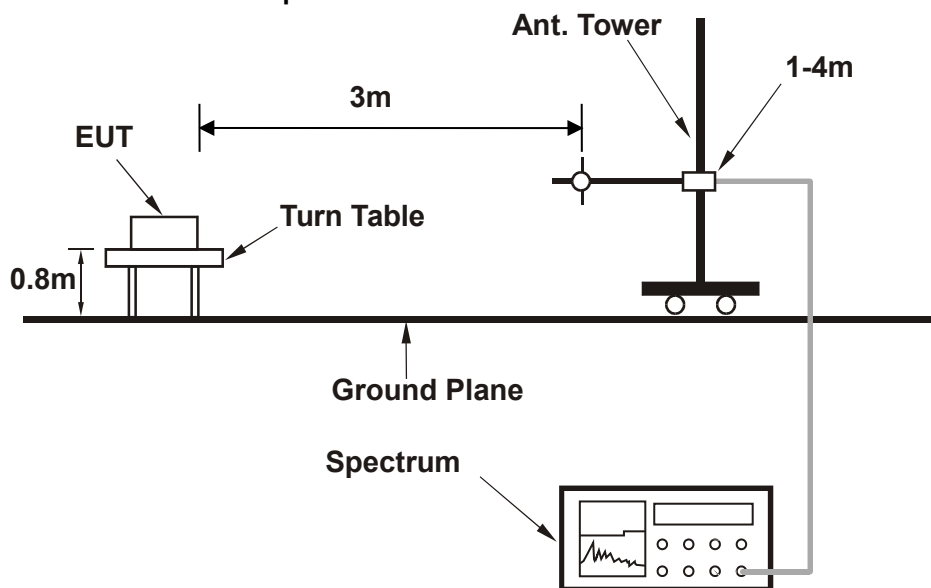 Ant. Tower
1-4m
3m
EUT
Turn Table
0.8m
Ground Plane
Spectrum